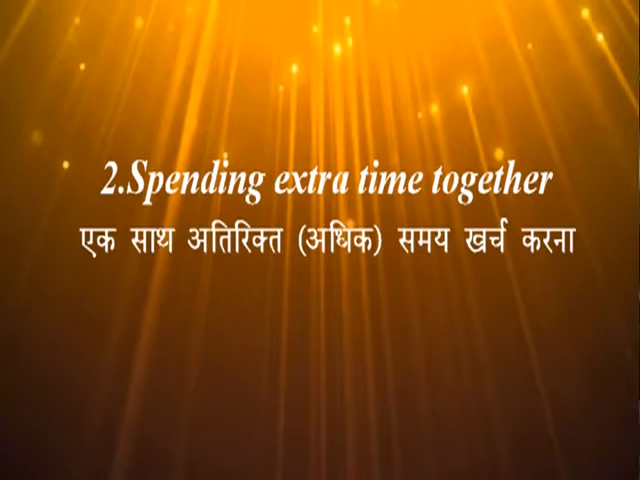 2.Spending extra time together
एक साथ अतिरिक्त (अधिक) समय खर्च करना